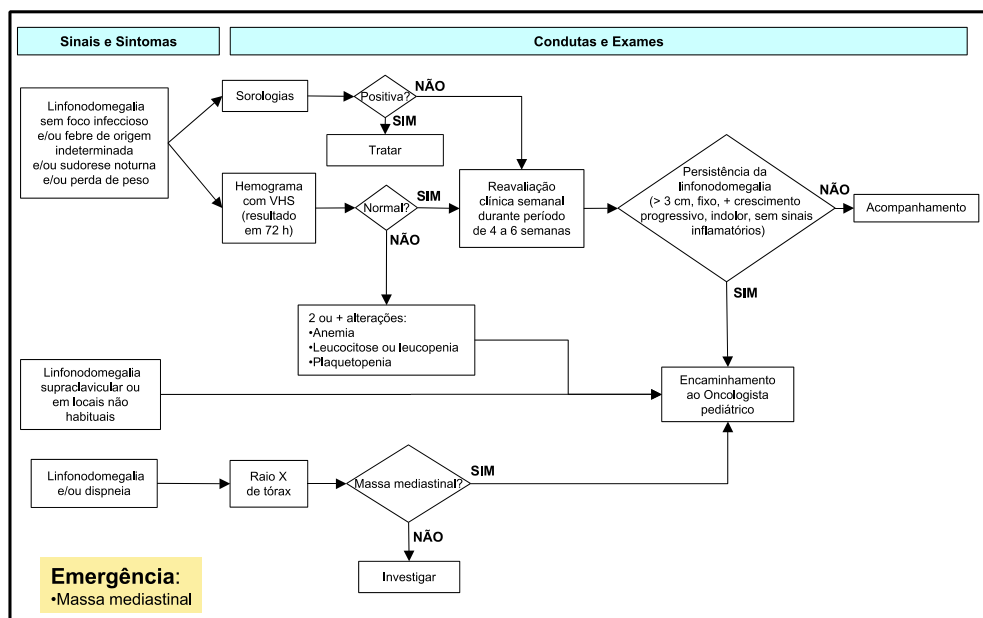 Sinais e Sintomas
Condutas e Exames
Linfonodomegalia
sem foco infeccioso
e/ou febre de origem
indeterminada
e/ou sudorese noturna
e/ou perda de peso
Sorologias
Positiva?
NÃO
SIM
Tratar
Hemograma
com VHS
(resultado
em 72 h)
Normal?
SIM
NÃO
Reavaliação
clínica semanal
durante período
de 4 a 6 semanas
Persistência da
linfonodomegalia
(> 3 cm, fixo, + crescimento
progressivo, indolor, sem sinais
inflamatórios)
NÃO
Acompanhamento
SIM
2 ou + alterações:
•Anemia
•Leucocitose ou leucopenia
•Plaquetopenia
Linfonodomegalia
supraclavicular ou
em locais não
habituais
Encaminhamento
ao Oncologista
pediátrico
Linfonodomegalia
e/ou dispneia
Raio X
de tórax
Massa mediastinal?
SIM
NÃO
Investigar
Emergência:
•Massa mediastinal